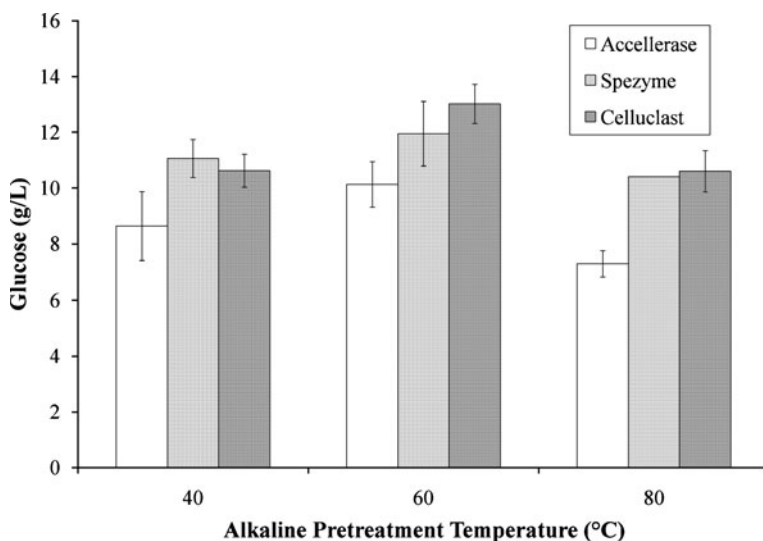 16
14
12
10
8
6
4
2
0
Glucose (g/L)
Accellerase
Spezyme
Celluclast
40 60 80
Alkaline Pretreatment Temperature (°C)